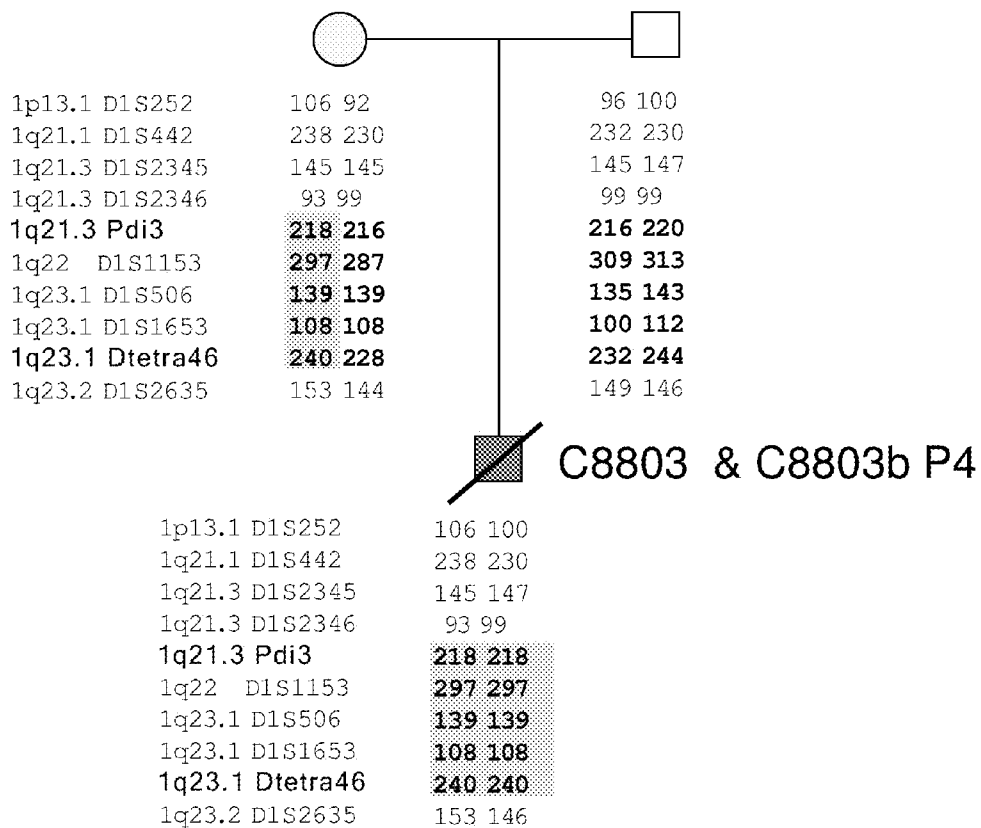 1p13.1 D1S252 106 92 96 100
1q21.1 D1S442 238 230 232 230
1q21.3 D1S2345 145 145 145 147
1q21.3 D1S2346 93 99 99 99
1q21.3 Pdi3 218 216 216 220
1q22 D1S1153 297 287 309 313
1q23.1 D1S506 139 139 135 143
1q23.1 D1S1653 108 108 100 112
1q23.1 Dtetra46 240 228 232 244
1q23.2 D1S2635 153 144 149 146
C8803 & C8803b P4
1p13.1 D1S252 106 100
1q21.1 D1S442 238 230
1q21.3 D1S2345 145 147
1q21.3 D1S2346 93 99
1q21.3 Pdi3 218 218
1q22 D1S1153 297 297
1q23.1 D1S506 139 139
1q23.1 D1S1653 108 108
1q23.1 Dtetra46 240 240
1q23.2 D1S2635 153 146